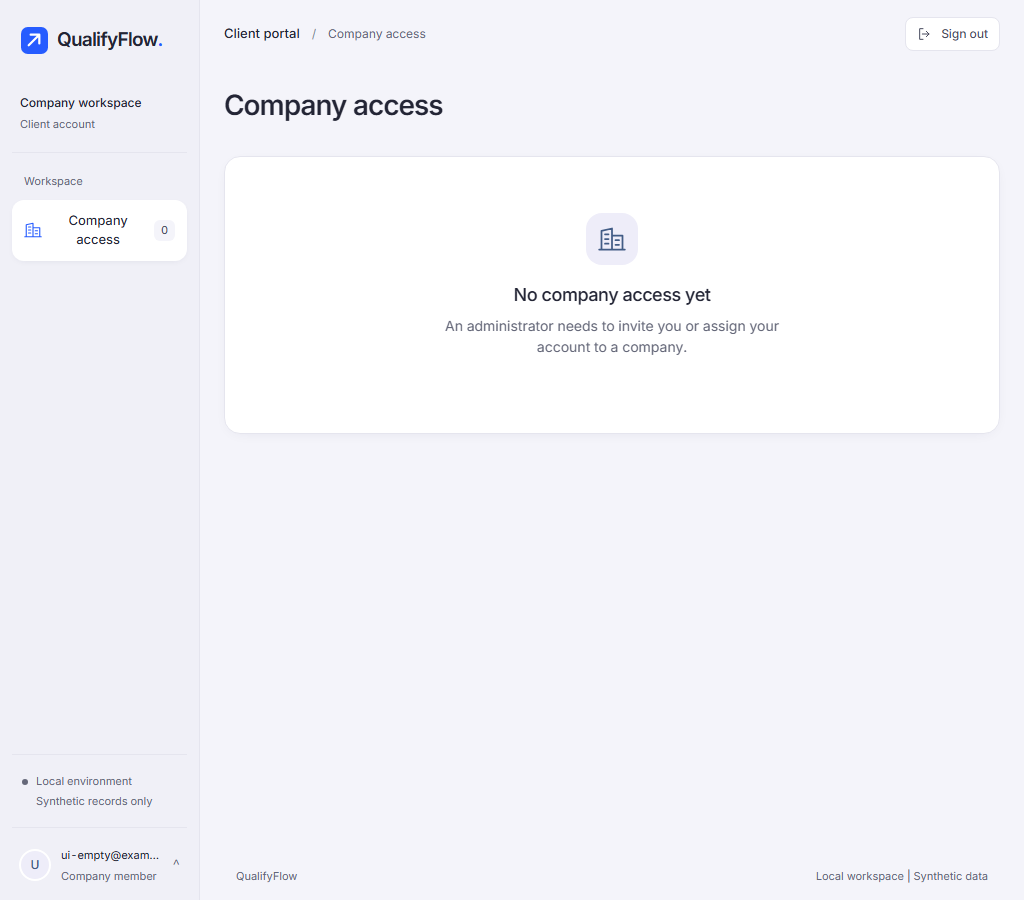 QualifyFlow.
Company workspace
Client account
Workspace
Company
access
0
Local environment
Synthetic records only
U
ui-empty@exam...
Company member
^
Client portal / Company access
Sign out
Company access
No company access yet
An administrator needs to invite you or assign your
account to a company.
QualifyFlow
Local workspace | Synthetic data